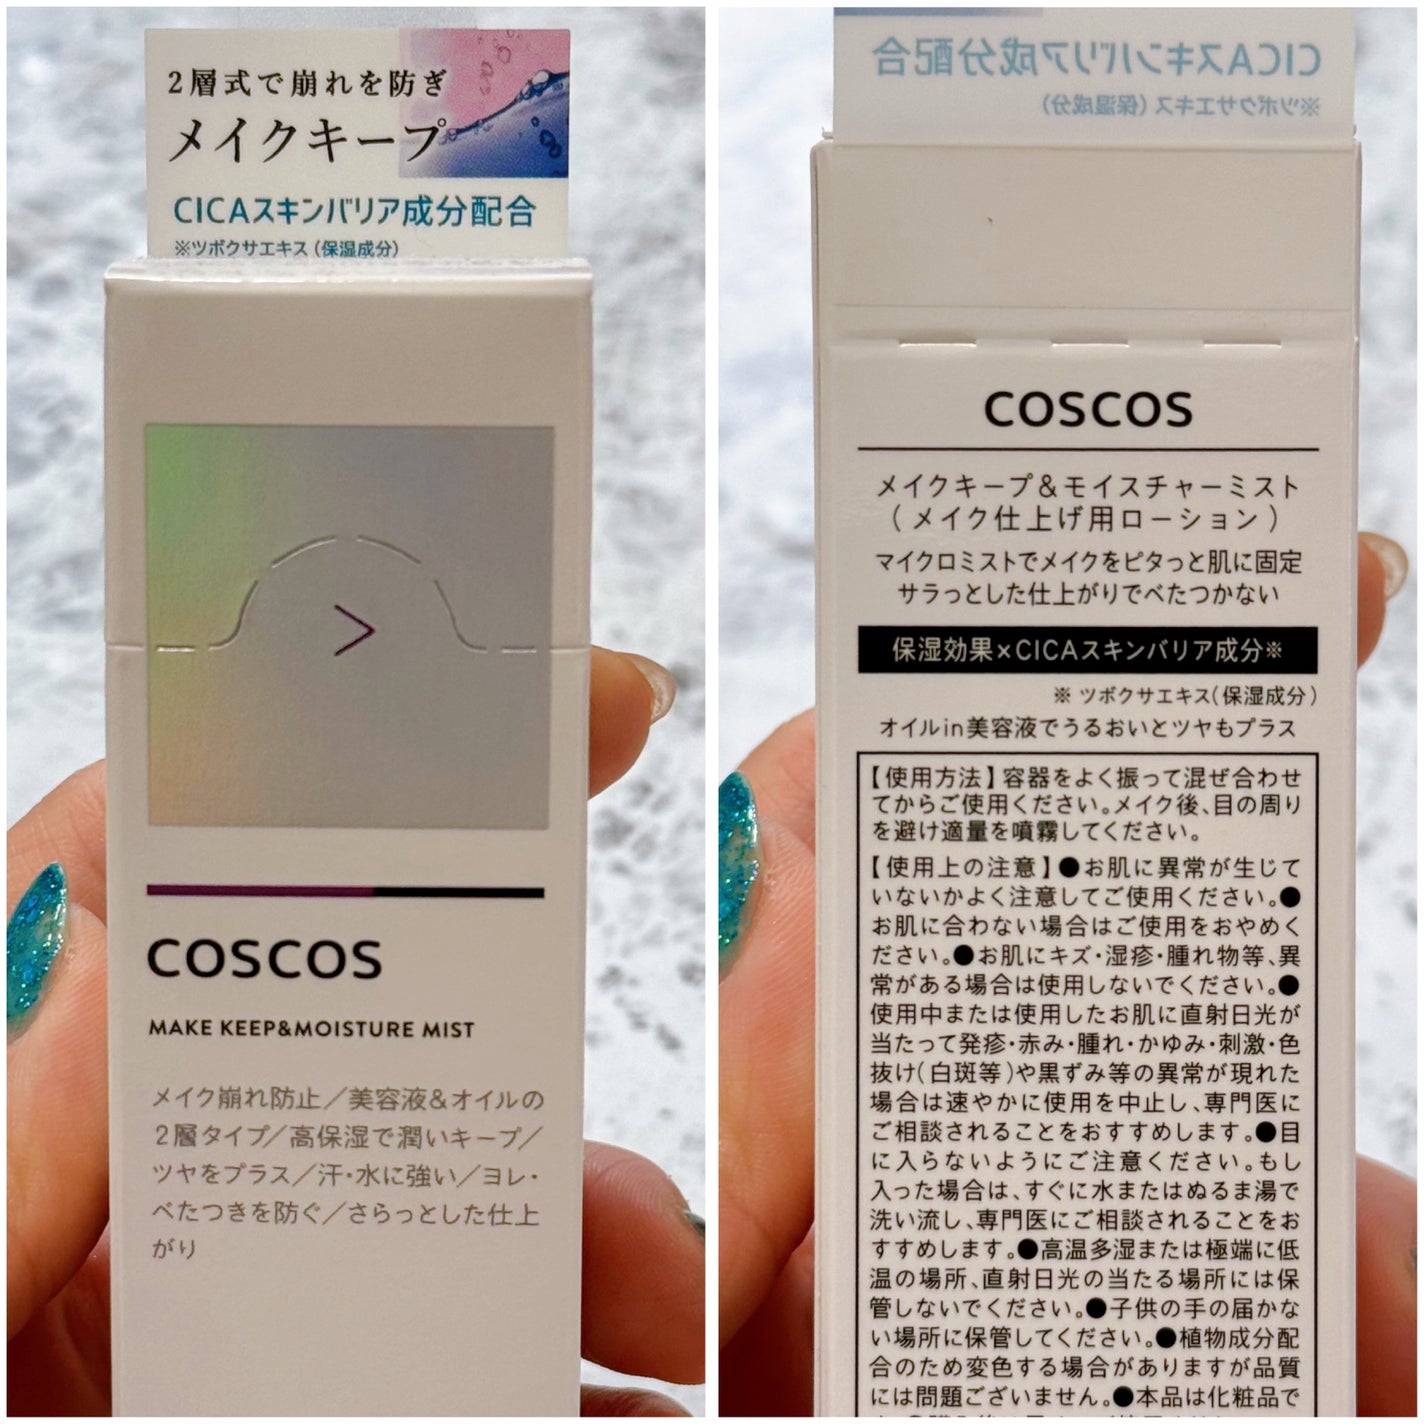 2層式で崩れを防ぎ
メイクキープ
CICAスキンバリア成分配合
※ツボクサエキス(保湿成分)
COSCOS
MAKE KEEP&MOISTURE MIST
メイク崩れ防止／美容液&オイルの
2層タイプ／高保湿で潤いキープ／
ツヤをプラス／汗・水に強い／ヨレ・
べたつきを防ぐ／さらっとした仕上
がり
CICAスキンバリア成分配合
※ツボクサエキス(保湿成分)
COSCOS
メイクキープ&モイスチャーミスト
(メイク仕上げ用ローション)
マイクロミストでメイクをピタっと肌に固定
サラっとした仕上がりでべたつかない
保湿効果×CICAスキンバリア成分※
※ ツボクサエキス(保湿成分)
オイルin美容液でうるおいとツヤもプラス
【使用方法】容器をよく振って混ぜ合わせ
てからご使用ください。メイク後、目の周り
を避け適量を噴霧してください。
【使用上の注意】●お肌に異常が生じて
いないかよく注意してご使用ください。●
お肌に合わない場合はご使用をおやめく
ださい。●お肌にキズ・湿疹・腫れ物等、異
常がある場合は使用しないでください。●
使用中または使用したお肌に直射日光が
当たって発疹・赤み・腫れ・かゆみ・刺激・色
抜け(白斑等)や黒ずみ等の異常が現れた
場合は速やかに使用を中止し、専門医に
ご相談されることをおすすめします。●目
に入らないようにご注意ください。もし
入った場合は、すぐに水またはぬるま湯で
洗い流し、専門医にご相談されることをお
すすめします。●高温多湿または極端に低
温の場所、直射日光の当たる場所には保
管しないでください。●子供の手の届かな
い場所に保管してください。●植物成分配
合のため変色する場合がありますが品質
には問題ございません。●本品は化粧品で